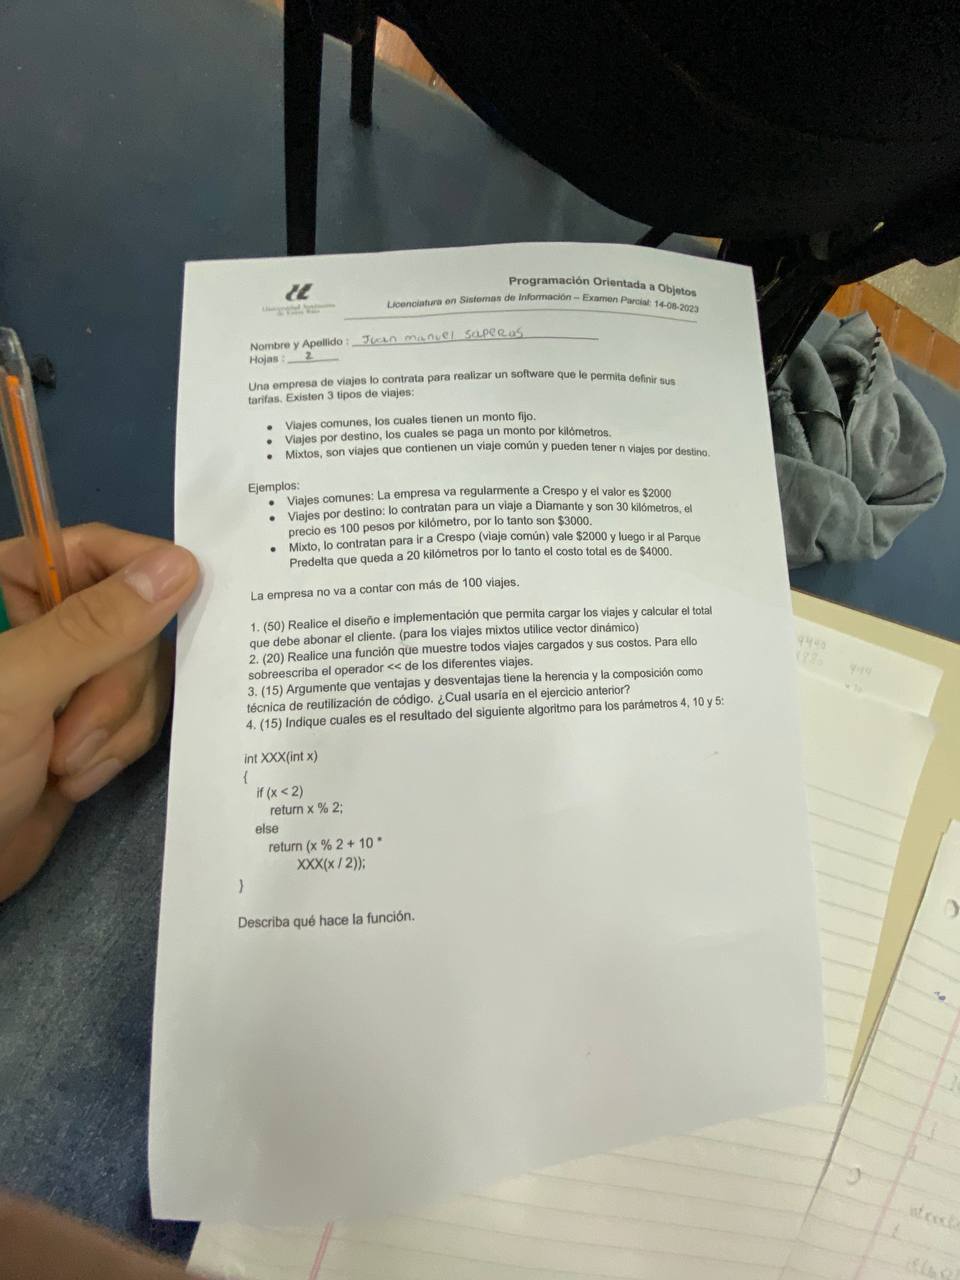 Programación Orientada a Objetos
Licenciatura en Sistemas de Información – Examen Parcial: 14-08-2023
Nombre y Apellido : Juan manuel saperas
Hojas : 2
Una empresa de viajes lo contrata para realizar un software que le permita definir sus
tarifas. Existen 3 tipos de viajes:
• Viajes comunes, los cuales tienen un monto fijo.
• Viajes por destino, los cuales se paga un monto por kilómetros.
• Mixtos, son viajes que contienen un viaje común y pueden tener n viajes por destino.
Ejemplos:
• Viajes comunes: La empresa va regularmente a Crespo y el valor es $2000
• Viajes por destino: lo contratan para un viaje a Diamante y son 30 kilómetros, el
precio es 100 pesos por kilómetro, por lo tanto son $3000.
• Mixto, lo contratan para ir a Crespo (viaje común) vale $2000 y luego ir al Parque
Predelta que queda a 20 kilómetros por lo tanto el costo total es de $4000.
La empresa no va a contar con más de 100 viajes.
1. (50) Realice el diseño e implementación que permita cargar los viajes y calcular el total
que debe abonar el cliente. (para los viajes mixtos utilice vector dinámico)
2. (20) Realice una función que muestre todos viajes cargados y sus costos. Para ello
sobreescriba el operador << de los diferentes viajes.
3. (15) Argumente que ventajas y desventajas tiene la herencia y la composición como
técnica de reutilización de código. ¿Cual usaría en el ejercicio anterior?
4. (15) Indique cuales es el resultado del siguiente algoritmo para los parámetros 4, 10 y 5:
int XXX(int x)
{
if (x < 2)
return x % 2;
else
return (x % 2 + 10 *
XXX(x / 2));
}
Describa qué hace la función.